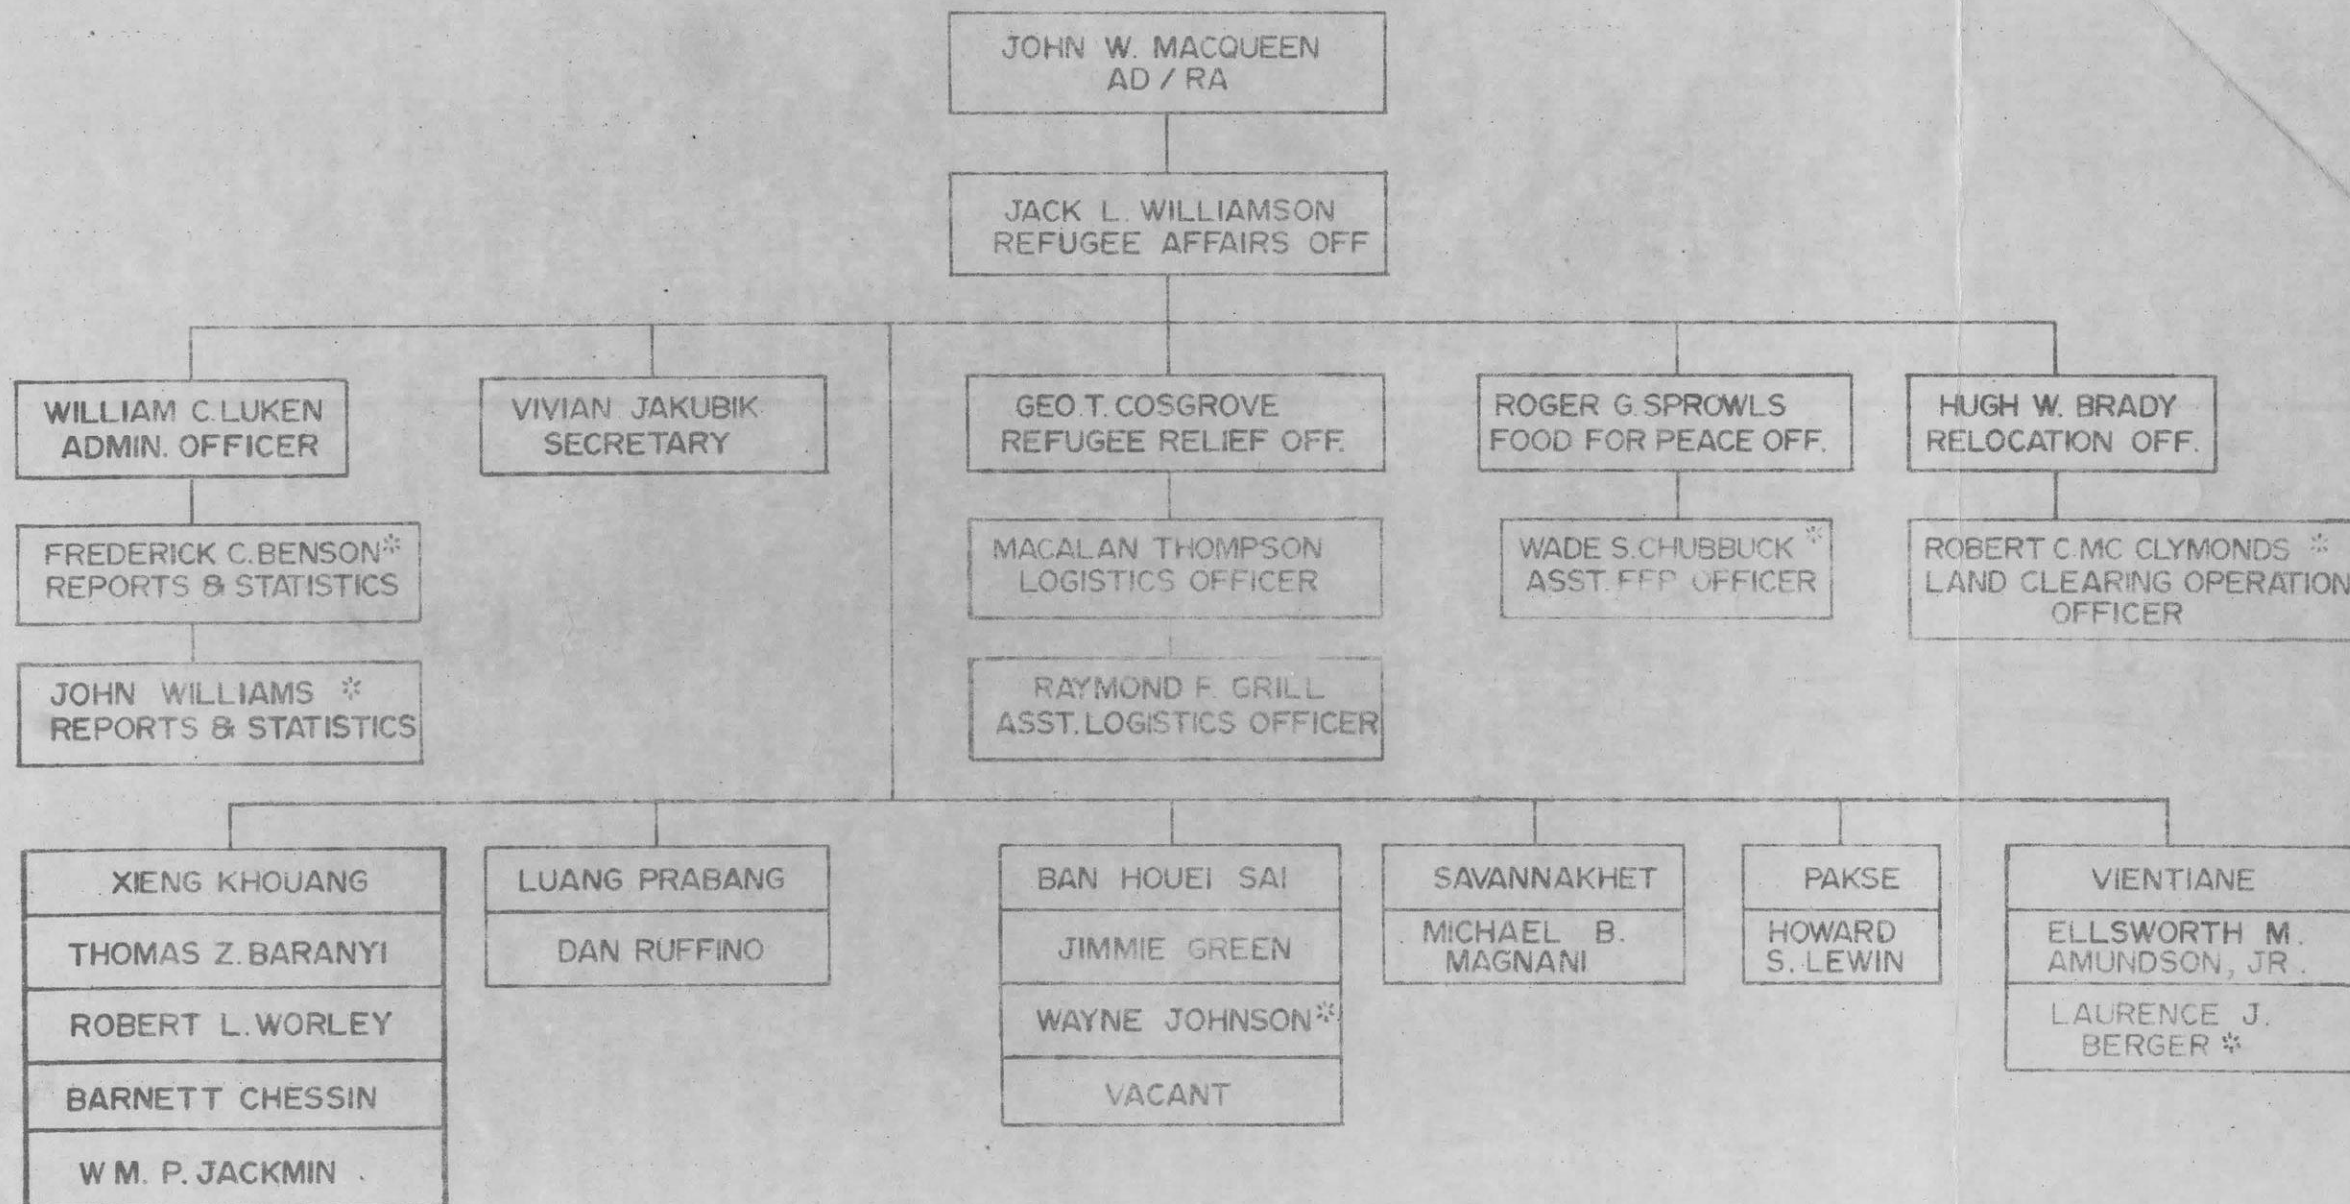 JOHN W. MACQUEEN
AD / RA
JACK L. WILLIAMSON
REFUGEE AFFAIRS OFF
WILLIAM C. LUKEN
ADMIN. OFFICER
VIVIAN JAKUBIK
SECRETARY
GEO. T. COSGROVE
REFUGEE RELIEF OFF.
ROGER G. SPROWLS
FOOD FOR PEACE OFF.
HUGH W. BRADY
RELOCATION OFF.
FREDERICK C. BENSON*
REPORTS & STATISTICS
MACALAN THOMPSON
LOGISTICS OFFICER
WADE S. CHUBBUCK *
ASST. FFP OFFICER
ROBERT C. MC CLYMONDS *
LAND CLEARING OPERATION
OFFICER
JOHN WILLIAMS *
REPORTS & STATISTICS
RAYMOND F. GRILL
ASST. LOGISTICS OFFICER
XIENG KHOUANG
THOMAS Z. BARANYI
ROBERT L. WORLEY
BARNETT CHESSIN
WM. P. JACKMIN
LUANG PRABANG
DAN RUFFINO
BAN HOUEI SAI
JIMMIE GREEN
WAYNE JOHNSON*
VACANT
SAVANNAKHET
MICHAEL B.
MAGNANI
PAKSE
HOWARD
S. LEWIN
VIENTIANE
ELLSWORTH M.
AMUNDSON, JR.
LAURENCE J.
BERGER *